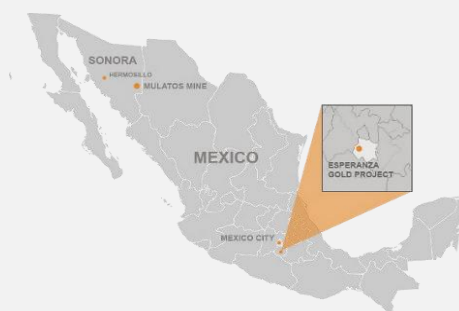 SONORA
HERMOSILLO
MULATOS MINE
MEXICO
ESPERANZA
GOLD PROJECT
MEXICO CITY